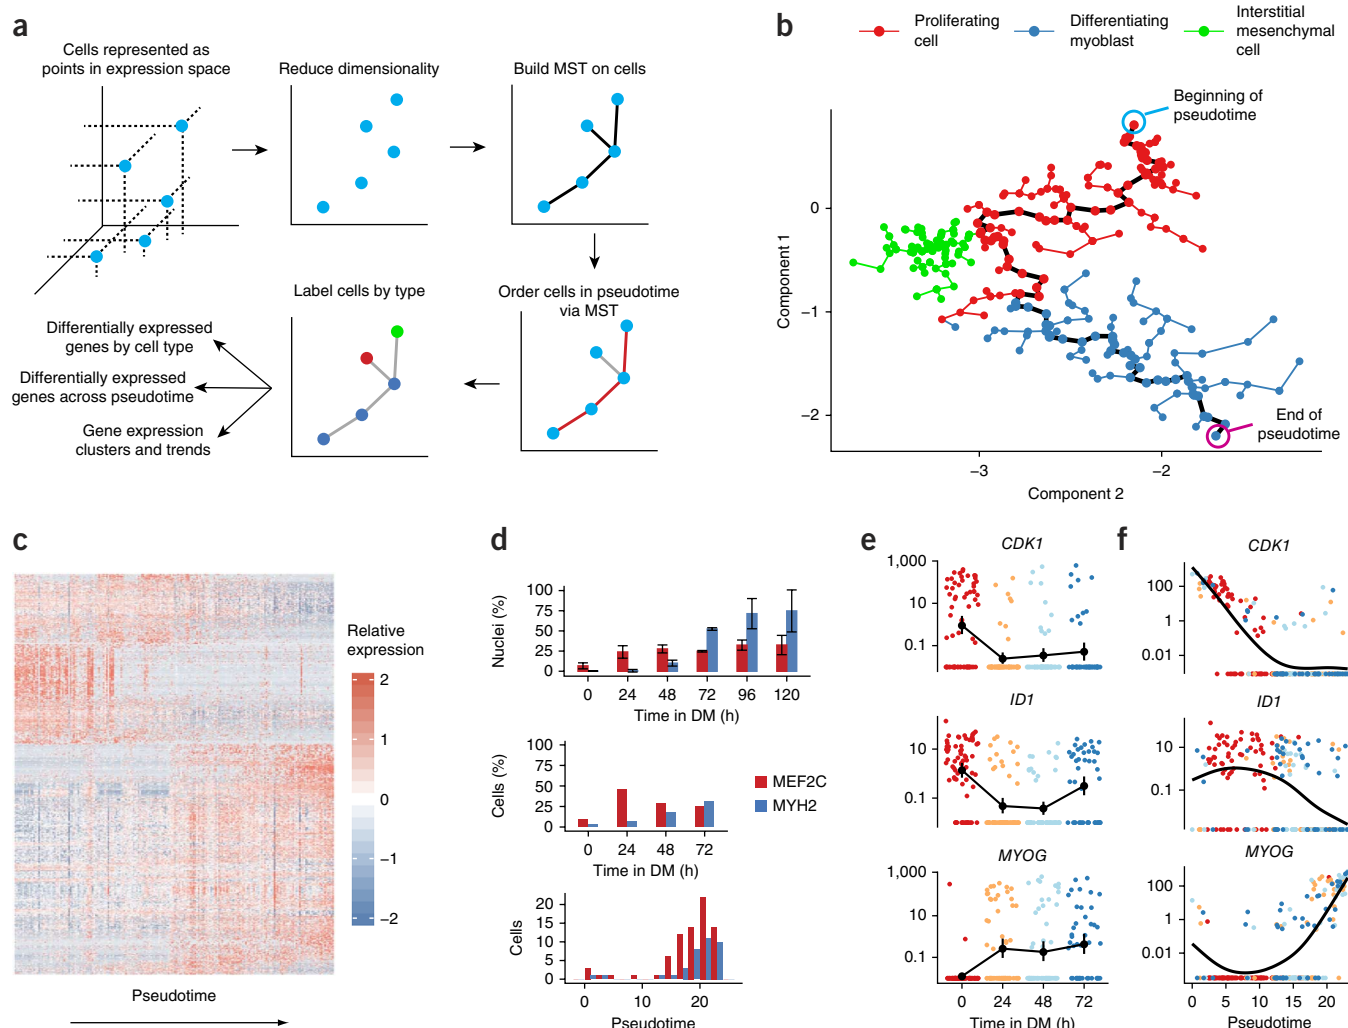 a
Cells represented as
points in expression space
Reduce dimensionality
Build MST on cells
Label cells by type
Order cells in pseudotime
via MST
Differentially expressed
genes by cell type
Differentially expressed
genes across pseudotime
Gene expression
clusters and trends
b
Proliferating
cell
Differentiating
myoblast
Interstitial
mesenchymal
cell
Beginning of
pseudotime
End of
pseudotime
Component 1
0
−1
−2
−3
−2
Component 2
c
Relative
expression
2
1
0
−1
−2
Pseudotime
d
Nuclei (%)
100
75
50
25
0
0 24 48 72 96 120
Time in DM (h)
Cells (%)
100
75
50
25
0
0 24 48 72
Time in DM (h)
MEF2C
MYH2
Cells
20
15
10
5
0
0 10 20
Pseudotime
e
CDK1
1,000
10
0.1
ID1
10
0.1
MYOG
1,000
10
0.1
0 24 48 72
Time in DM (h)
f
CDK1
100
1
0.01
ID1
100
10
0.1
MYOG
100
1
0.01
0 5 10 15 20
Pseudotime